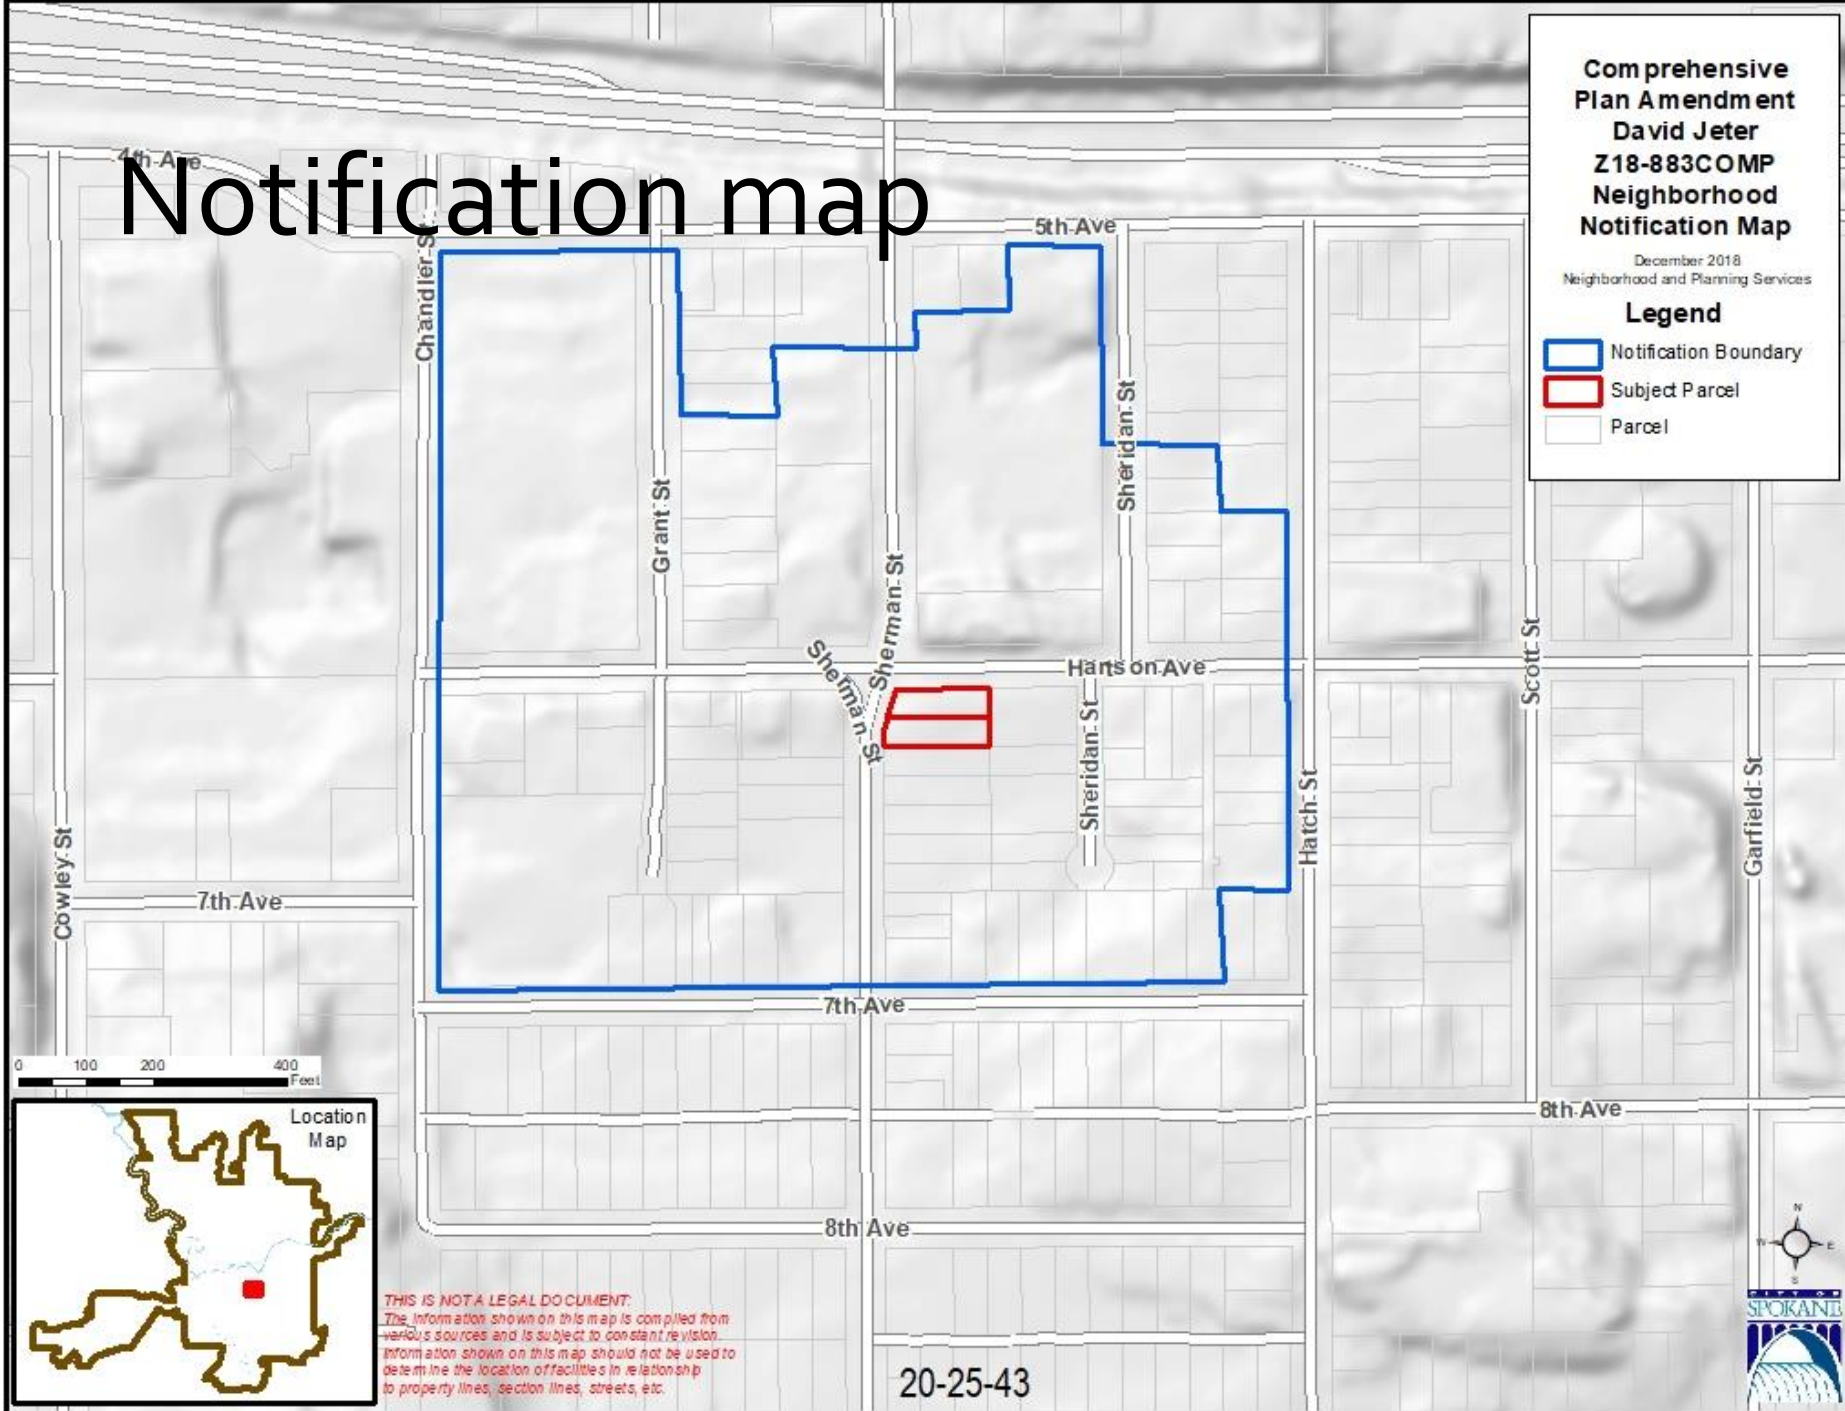 Notification map
Comprehensive
Plan Amendment
David Jeter
Z18-883COMP
Neighborhood
Notification Map
December 2018
Neighborhood and Planning Services
Legend
Notification Boundary
Subject Parcel
Parcel
4th Ave
5th Ave
Chandler St
Grant St
Sherman St
Sheridan St
Sherman St
Hartson Ave
Sheridan St
Scott St
Hatch St
Garfield St
Cowley St
7th Ave
7th Ave
8th Ave
8th Ave
0 100 200 400
Feet
Location
Map
THIS IS NOT A LEGAL DOCUMENT:
The information shown on this map is compiled from
various sources and is subject to constant revision.
Information shown on this map should not be used to
determine the location of facilities in relationship
to property lines, section lines, streets, etc.
20-25-43
N
W E
S
CITY OF
SPOKANE